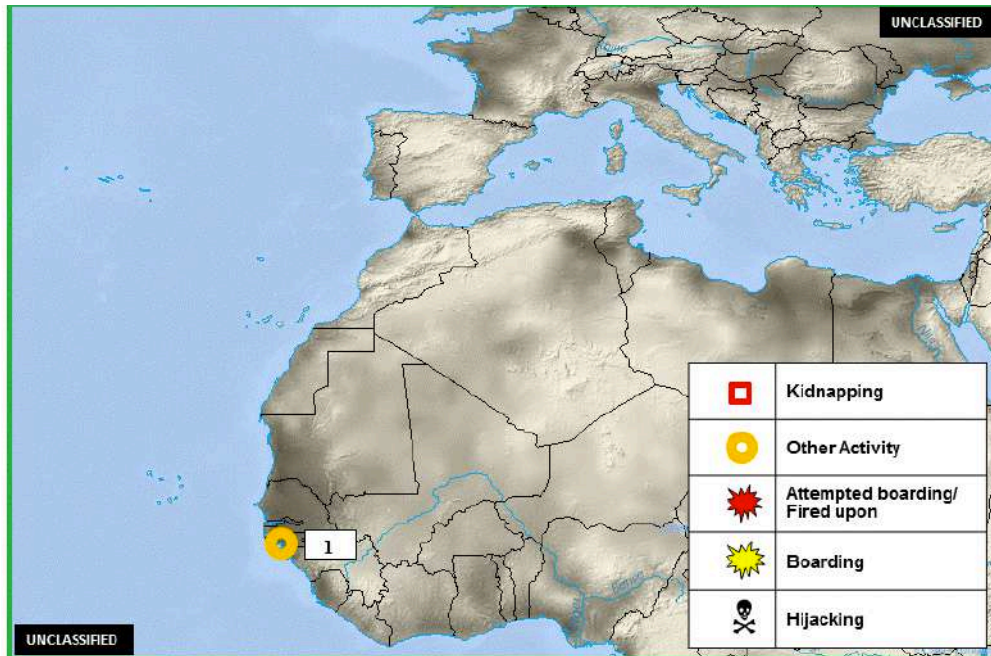 UNCLASSIFIED
Kidnapping
Other Activity
Attempted boarding/
Fired upon
Boarding
1
Hijacking
UNCLASSIFIED